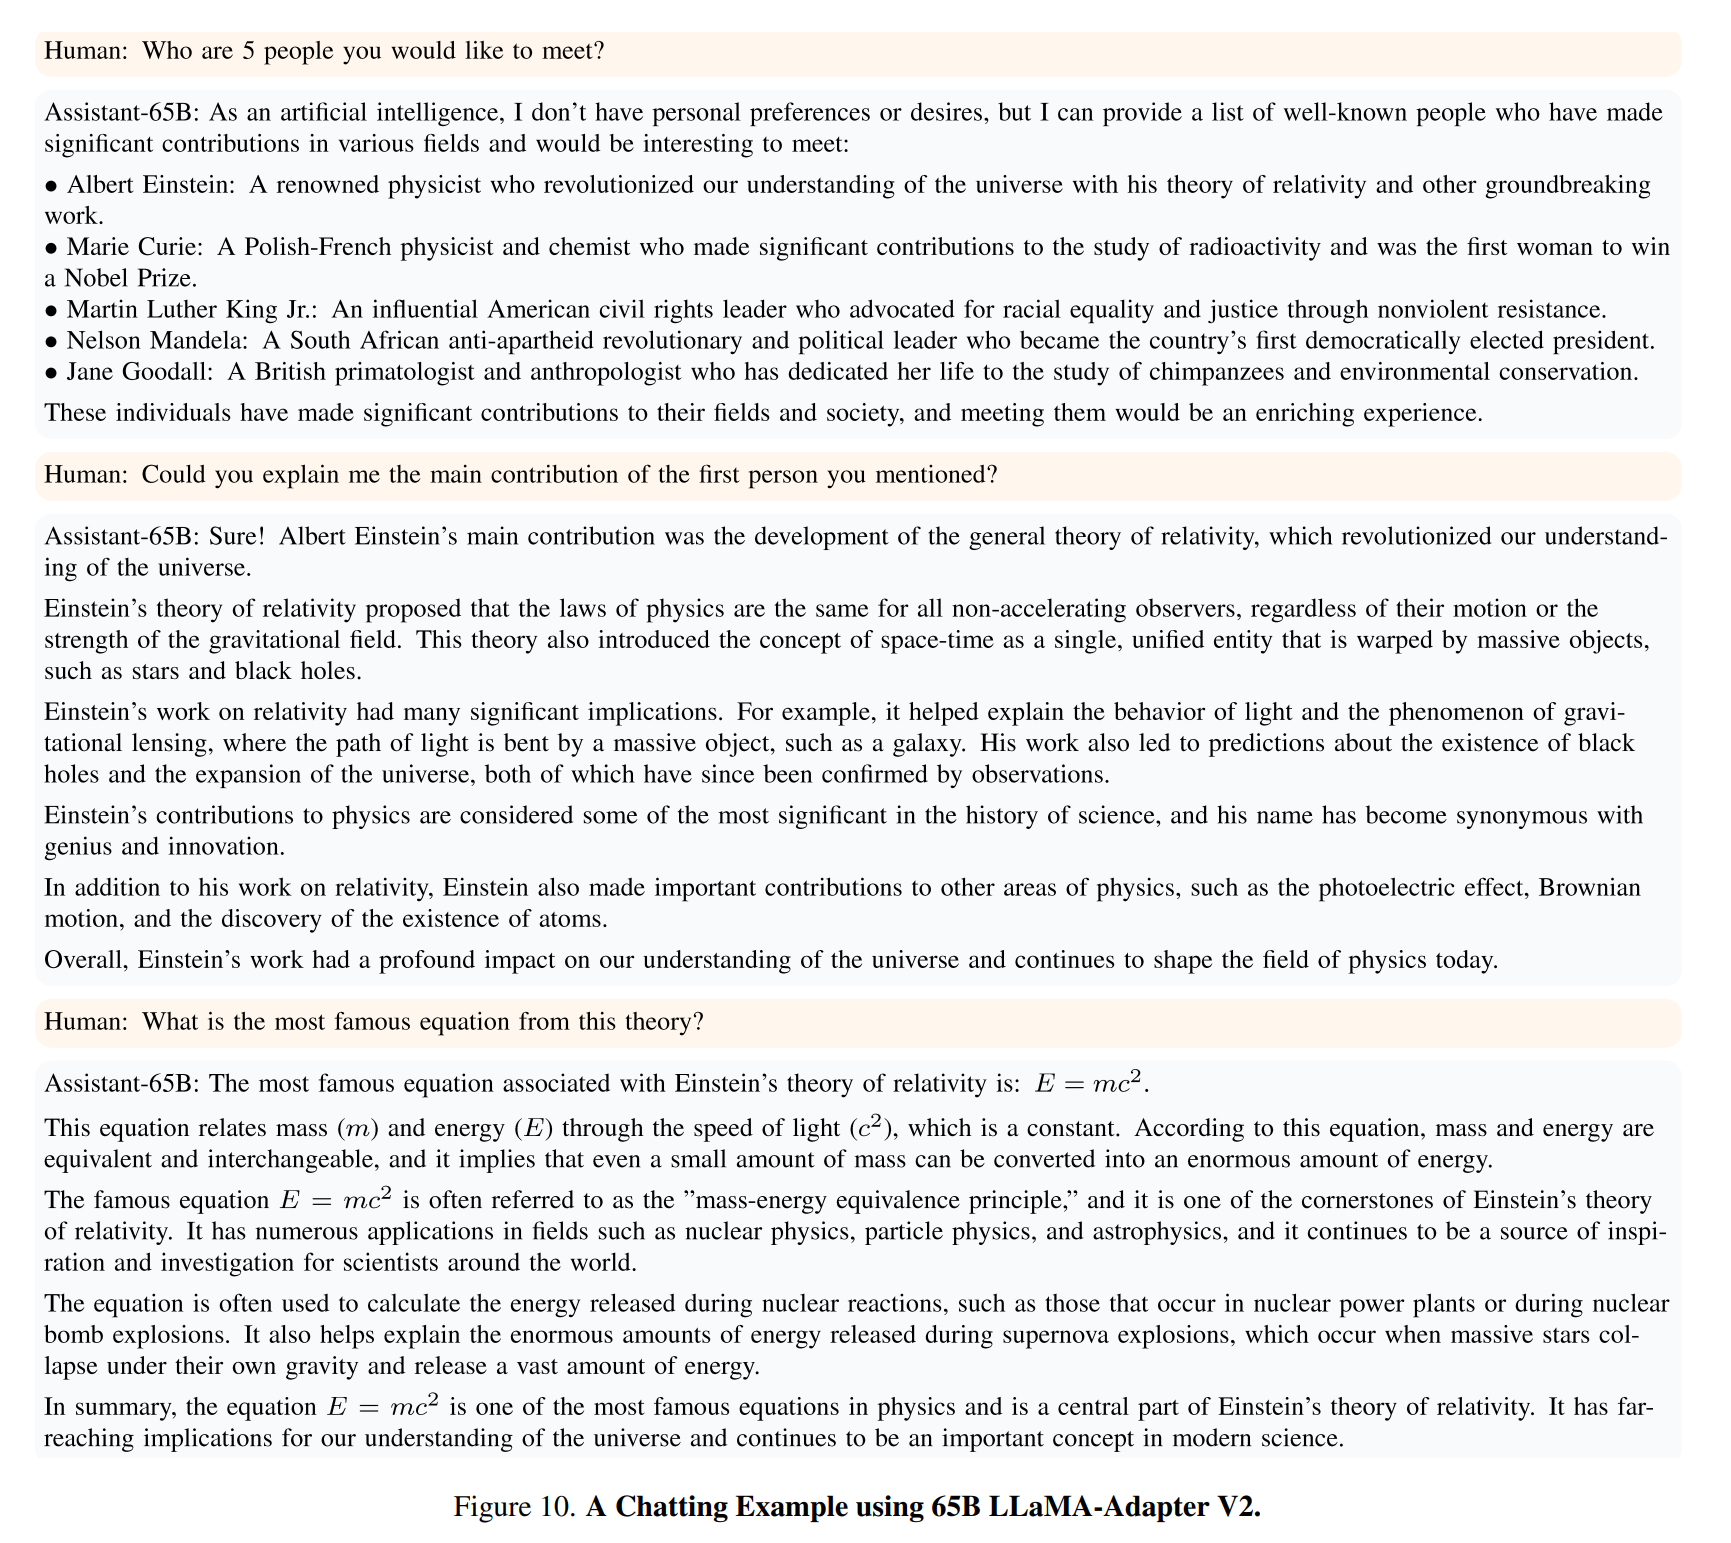 Human: Who are 5 people you would like to meet?
Assistant-65B: As an artificial intelligence, I don't have personal preferences or desires, but I can provide a list of well-known people who have made
significant contributions in various fields and would be interesting to meet:
● Albert Einstein: A renowned physicist who revolutionized our understanding of the universe with his theory of relativity and other groundbreaking
work.
● Marie Curie: A Polish-French physicist and chemist who made significant contributions to the study of radioactivity and was the first woman to win
a Nobel Prize.
● Martin Luther King Jr.: An influential American civil rights leader who advocated for racial equality and justice through nonviolent resistance.
● Nelson Mandela: A South African anti-apartheid revolutionary and political leader who became the country's first democratically elected president.
● Jane Goodall: A British primatologist and anthropologist who has dedicated her life to the study of chimpanzees and environmental conservation.
These individuals have made significant contributions to their fields and society, and meeting them would be an enriching experience.
Human: Could you explain me the main contribution of the first person you mentioned?
Assistant-65B: Sure! Albert Einstein's main contribution was the development of the general theory of relativity, which revolutionized our understand-
ing of the universe.
Einstein's theory of relativity proposed that the laws of physics are the same for all non-accelerating observers, regardless of their motion or the
strength of the gravitational field. This theory also introduced the concept of space-time as a single, unified entity that is warped by massive objects,
such as stars and black holes.
Einstein's work on relativity had many significant implications. For example, it helped explain the behavior of light and the phenomenon of gravi-
tational lensing, where the path of light is bent by a massive object, such as a galaxy. His work also led to predictions about the existence of black
holes and the expansion of the universe, both of which have since been confirmed by observations.
Einstein's contributions to physics are considered some of the most significant in the history of science, and his name has become synonymous with
genius and innovation.
In addition to his work on relativity, Einstein also made important contributions to other areas of physics, such as the photoelectric effect, Brownian
motion, and the discovery of the existence of atoms.
Overall, Einstein's work had a profound impact on our understanding of the universe and continues to shape the field of physics today.
Human: What is the most famous equation from this theory?
Assistant-65B: The most famous equation associated with Einstein's theory of relativity is: E = mc².
This equation relates mass (m) and energy (E) through the speed of light (c²), which is a constant. According to this equation, mass and energy are
equivalent and interchangeable, and it implies that even a small amount of mass can be converted into an enormous amount of energy.
The famous equation E = mc² is often referred to as the ”mass-energy equivalence principle,” and it is one of the cornerstones of Einstein's theory
of relativity. It has numerous applications in fields such as nuclear physics, particle physics, and astrophysics, and it continues to be a source of inspi-
ration and investigation for scientists around the world.
The equation is often used to calculate the energy released during nuclear reactions, such as those that occur in nuclear power plants or during nuclear
bomb explosions. It also helps explain the enormous amounts of energy released during supernova explosions, which occur when massive stars col-
lapse under their own gravity and release a vast amount of energy.
In summary, the equation E = mc² is one of the most famous equations in physics and is a central part of Einstein's theory of relativity. It has far-
reaching implications for our understanding of the universe and continues to be an important concept in modern science.
Figure 10. A Chatting Example using 65B LLaMA-Adapter V2.